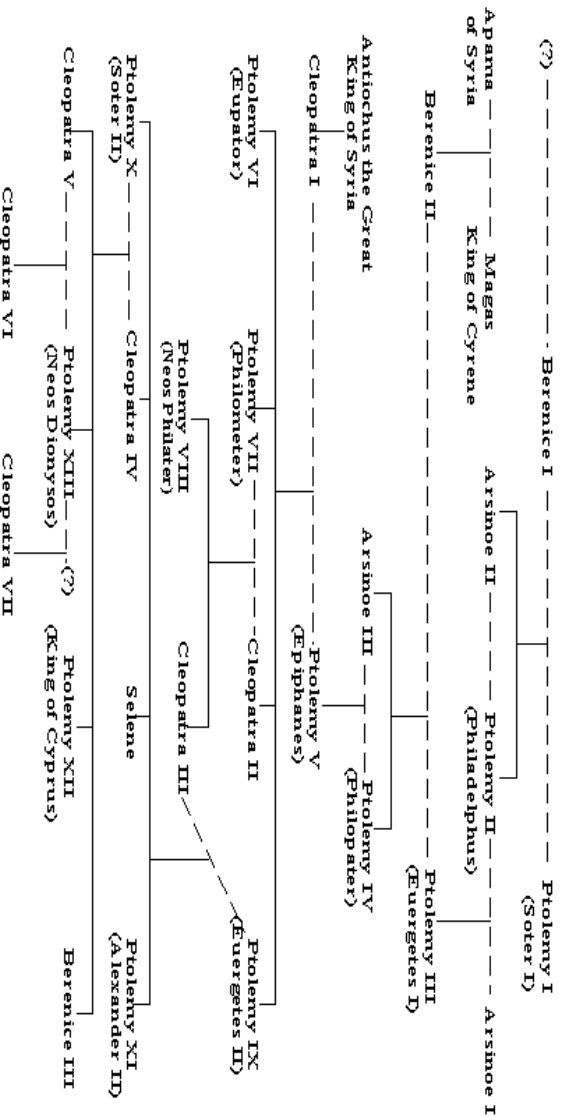 (?)
Berenice I
Ptolemy I
(Soter I)
Apama
of Syria
Magas
King of Cyrene
Arsinoe II
Ptolemy II
(Philadelphus)
Arsinoe I
Berenice II
Ptolemy III
(Euergetes I)
Antiochus the Great
King of Syria
Arsinoe III
Ptolemy IV
(Philopater)
Cleopatra I
Ptolemy V
(Epiphanes)
Ptolemy VI
(Eupator)
Ptolemy VII
(Philometer)
Cleopatra II
Ptolemy IX
(Euergetes II)
Ptolemy VIII
(Neos Philater)
Cleopatra III
Ptolemy X
(Soter II)
Cleopatra IV
Selene
Ptolemy XI
(Alexander II)
Cleopatra V
Ptolemy XIII
(Neos Dionysos)
(?)
Ptolemy XII
(King of Cyprus)
Berenice III
Cleopatra VI
Cleopatra VII